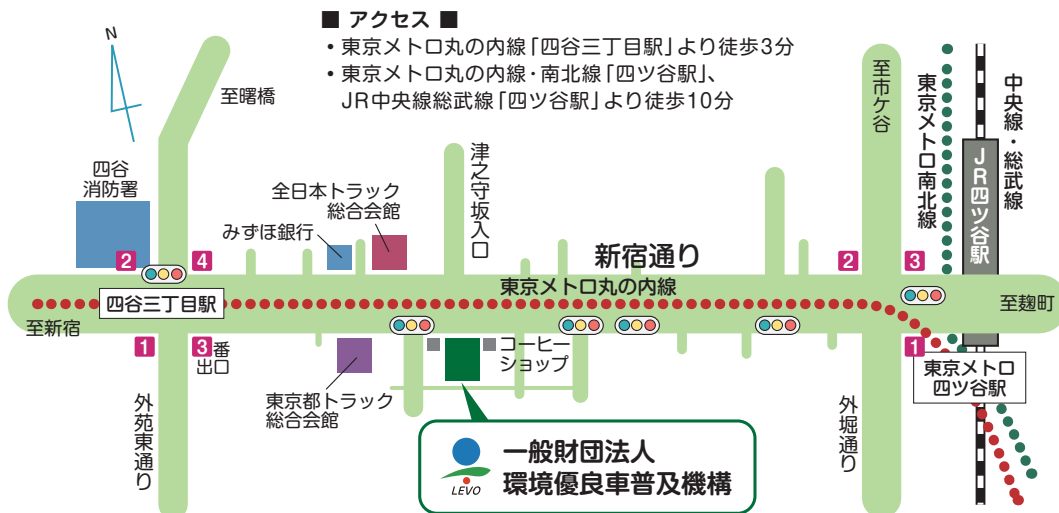 ■ アクセス ■
・東京メトロ丸の内線「四谷三丁目駅」より徒歩3分
・東京メトロ丸の内線・南北線「四ツ谷駅」、
JR中央線総武線「四ツ谷駅」より徒歩10分
N
至曙橋
四谷
消防署
全日本トラック
総合会館
みずほ銀行
津之守坂入口
至市ケ谷
東京メトロ南北線
中央線・総武線
JR四ツ谷駅
新宿通り
東京メトロ丸の内線
2
4
2
3
四谷三丁目駅
至新宿
至麹町
1
3番
出口
コーヒー
ショップ
1
東京メトロ
四ツ谷駅
外苑東通り
東京都トラック
総合会館
外堀通り
LEVO
一般財団法人
環境優良車普及機構